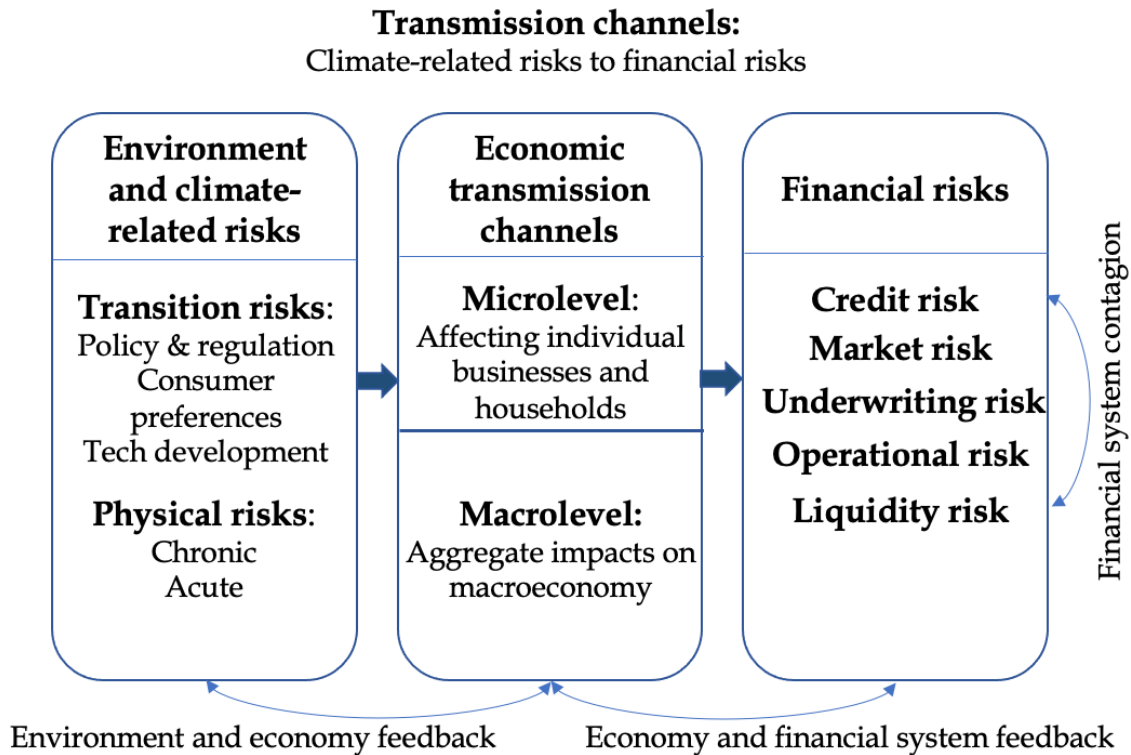 Transmission channels:
Climate-related risks to financial risks
Environment
and climate-
related risks
Transition risks:
Policy & regulation
Consumer
preferences
Tech development
Physical risks:
Chronic
Acute
Economic
transmission
channels
Microlevel:
Affecting individual
businesses and
households
Macrolevel:
Aggregate impacts on
macroeconomy
Financial risks
Credit risk
Market risk
Underwriting risk
Operational risk
Liquidity risk
Financial system contagion
Environment and economy feedback
Economy and financial system feedback